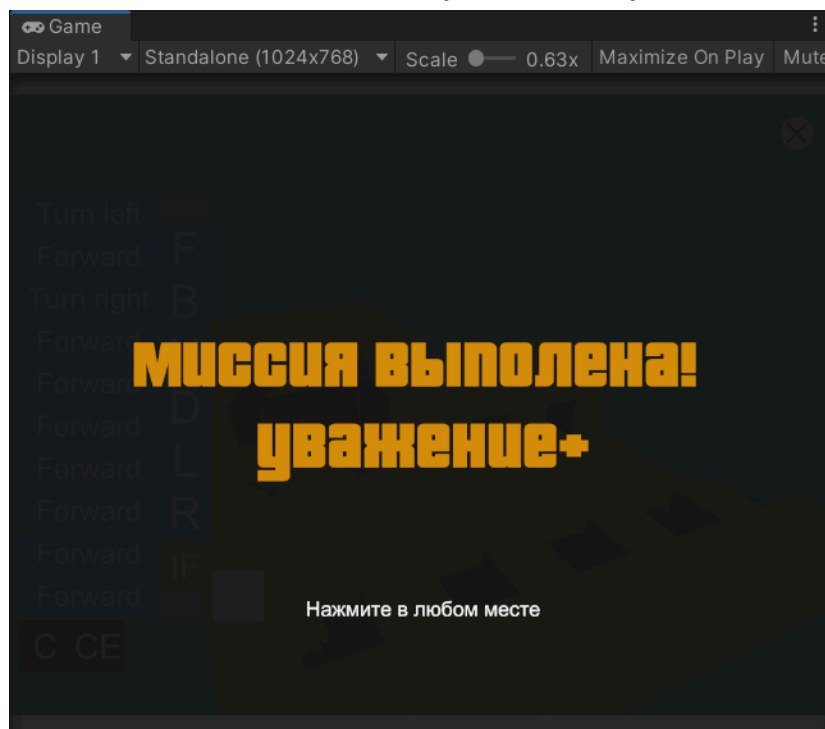 Game
Display 1 Standalone (1024x768) Scale 0.63x Maximize On Play Mute
Turn left
Forward F
Turn right B
Forward
Forward
Forward D
Forward L
Forward R
Forward IF
Forward
C CE
миссия выполена!
уважение+
Нажмите в любом месте